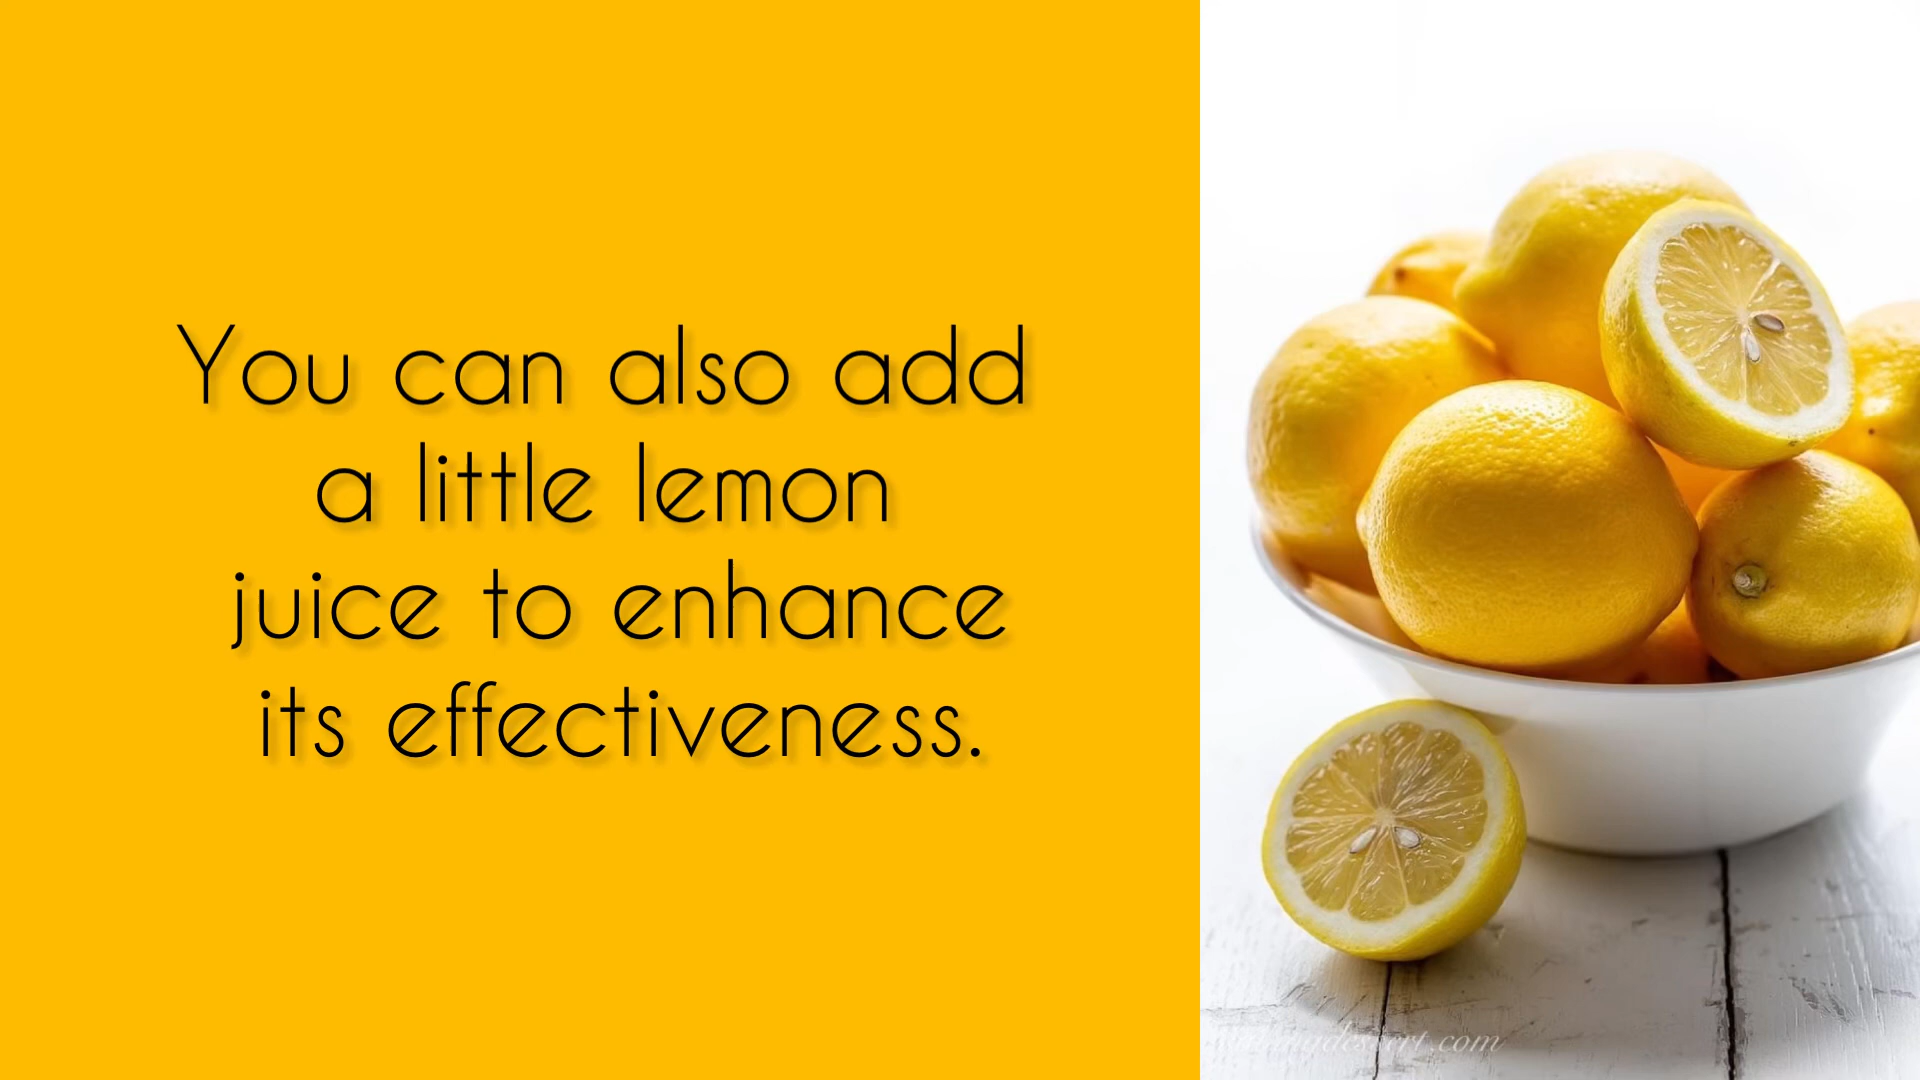 You can also add
a little lemon
juice to enhance
its effectiveness.